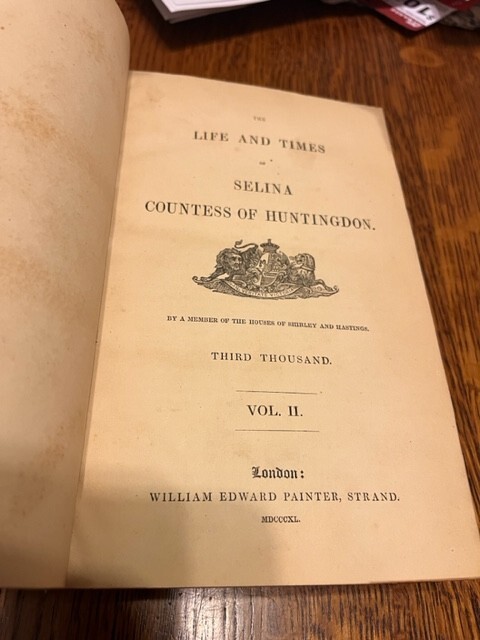 THE
LIFE AND TIMES
OF
SELINA
COUNTESS OF HUNTINGDON.
BY A MEMBER OF THE HOUSES OF SHIRLEY AND HASTINGS.
THIRD THOUSAND.
VOL. II.
London:
WILLIAM EDWARD PAINTER, STRAND.
MDCCCXL.